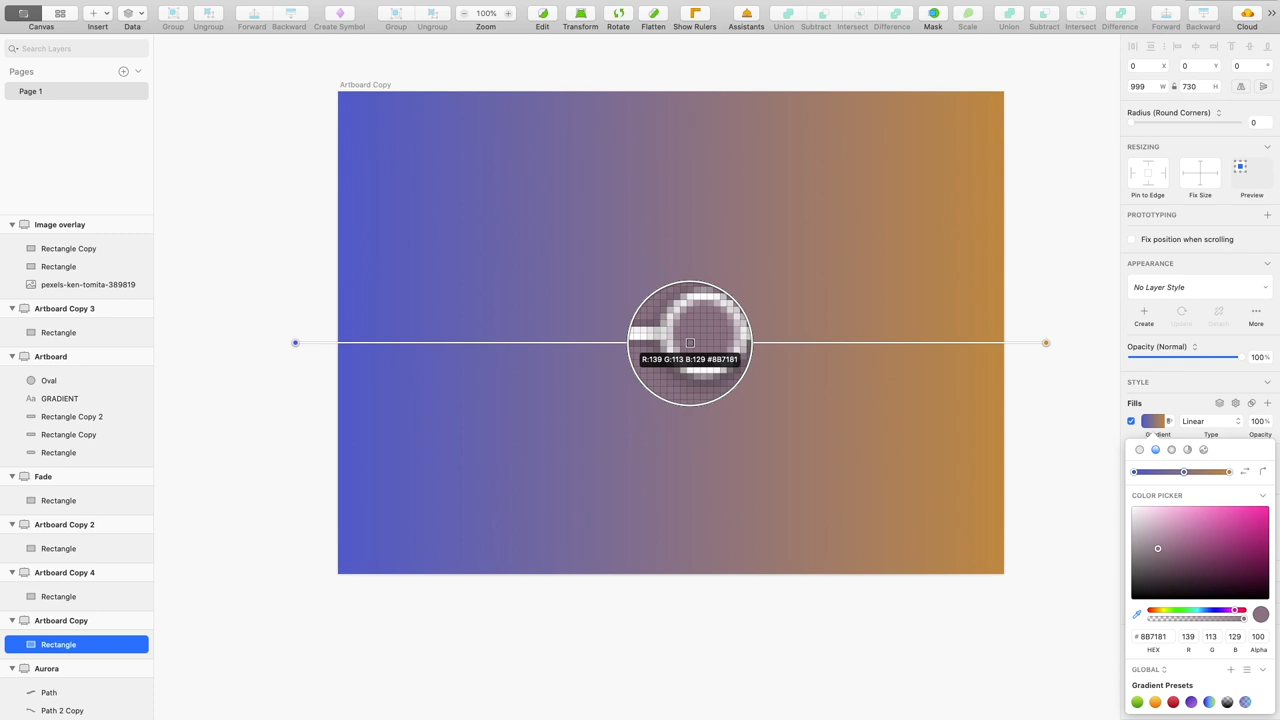 100%
Canvas
Insert
Data
Group
Ungroup
Forward
Backward
Create Symbol
Group
Ungroup
Zoom
Edit
Transform
Rotate
Flatten
Show Rulers
Assistants
Union
Subtract
Intersect
Difference
Mask
Scale
Union
Subtract
Intersect
Difference
Forward
Backward
Cloud
Search Layers
Pages
Page 1
Image overlay
Rectangle Copy
Rectangle
pexels-ken-tomita-389819
Artboard Copy 3
Rectangle
Artboard
Oval
Aa GRADIENT
Rectangle Copy 2
Rectangle Copy
Rectangle
Fade
Rectangle
Artboard Copy 2
Rectangle
Artboard Copy 4
Rectangle
Artboard Copy
Rectangle
Aurora
Path
Path 2 Copy
Artboard Copy
R:139 G:113 B:129 #8B7181
0 X 0 Y 0 °
999 W 730 H
Radius (Round Corners)
0
RESIZING
Pin to Edge Fix Size Preview
PROTOTYPING
Fix position when scrolling
APPEARANCE
No Layer Style
Create Update Detach More
Opacity (Normal)
100%
STYLE
Fills
Linear 100%
Gradient Type Opacity
COLOR PICKER
# 8B7181 139 113 129 100
HEX R G B Alpha
GLOBAL
Gradient Presets